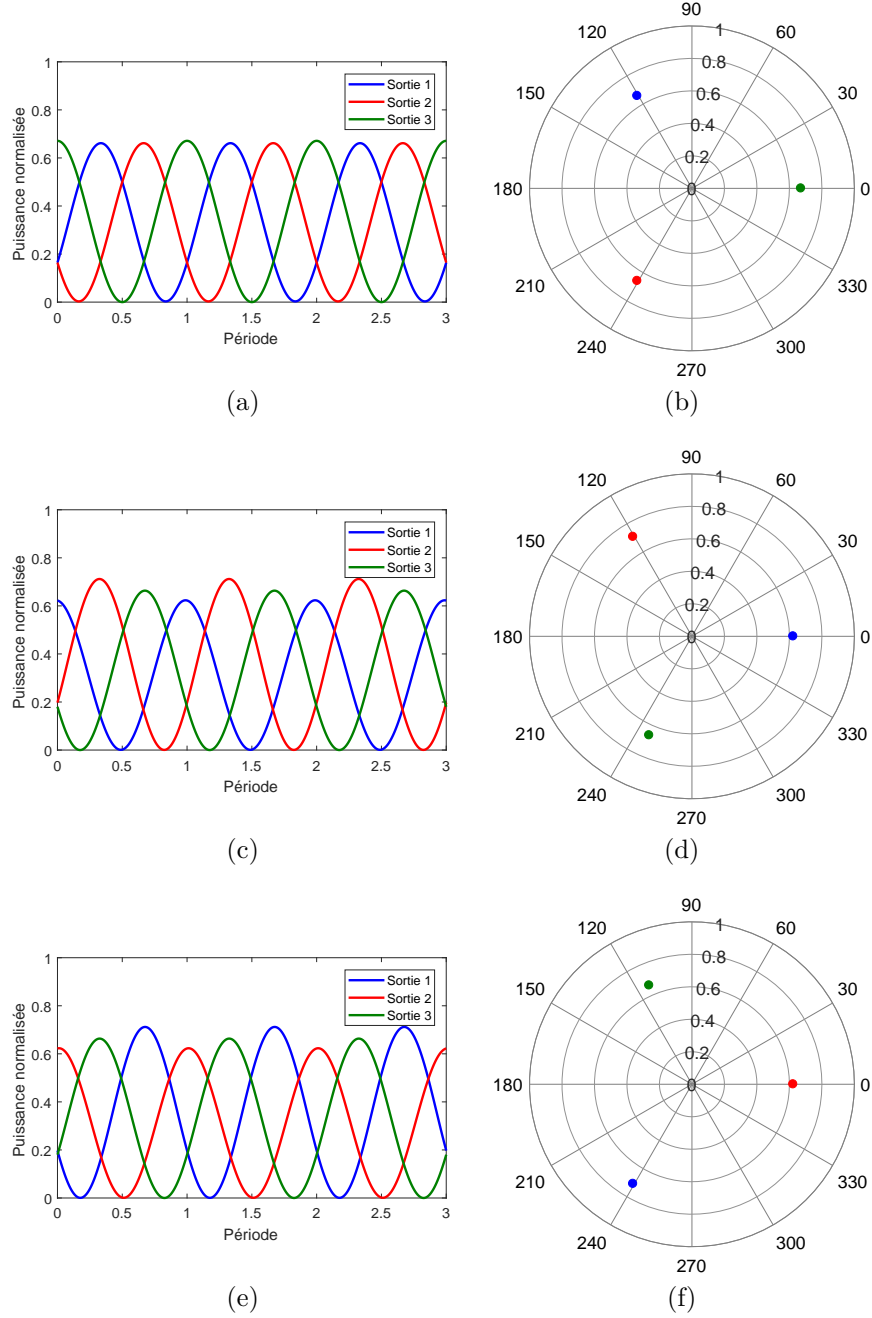 Puissance normalisée
1
0.8
0.6
0.4
0.2
0
0 0.5 1 1.5 2 2.5 3
Période
Sortie 1
Sortie 2
Sortie 3
(a)
90
120 60
150 30
180 0
210 330
240 300
270
1
0.8
0.6
0.4
0.2
0
(b)
Puissance normalisée
1
0.8
0.6
0.4
0.2
0
0 0.5 1 1.5 2 2.5 3
Période
Sortie 1
Sortie 2
Sortie 3
(c)
90
120 60
150 30
180 0
210 330
240 300
270
1
0.8
0.6
0.4
0.2
0
(d)
Puissance normalisée
1
0.8
0.6
0.4
0.2
0
0 0.5 1 1.5 2 2.5 3
Période
Sortie 1
Sortie 2
Sortie 3
(e)
90
120 60
150 30
180 0
210 330
240 300
270
1
0.8
0.6
0.4
0.2
0
(f)